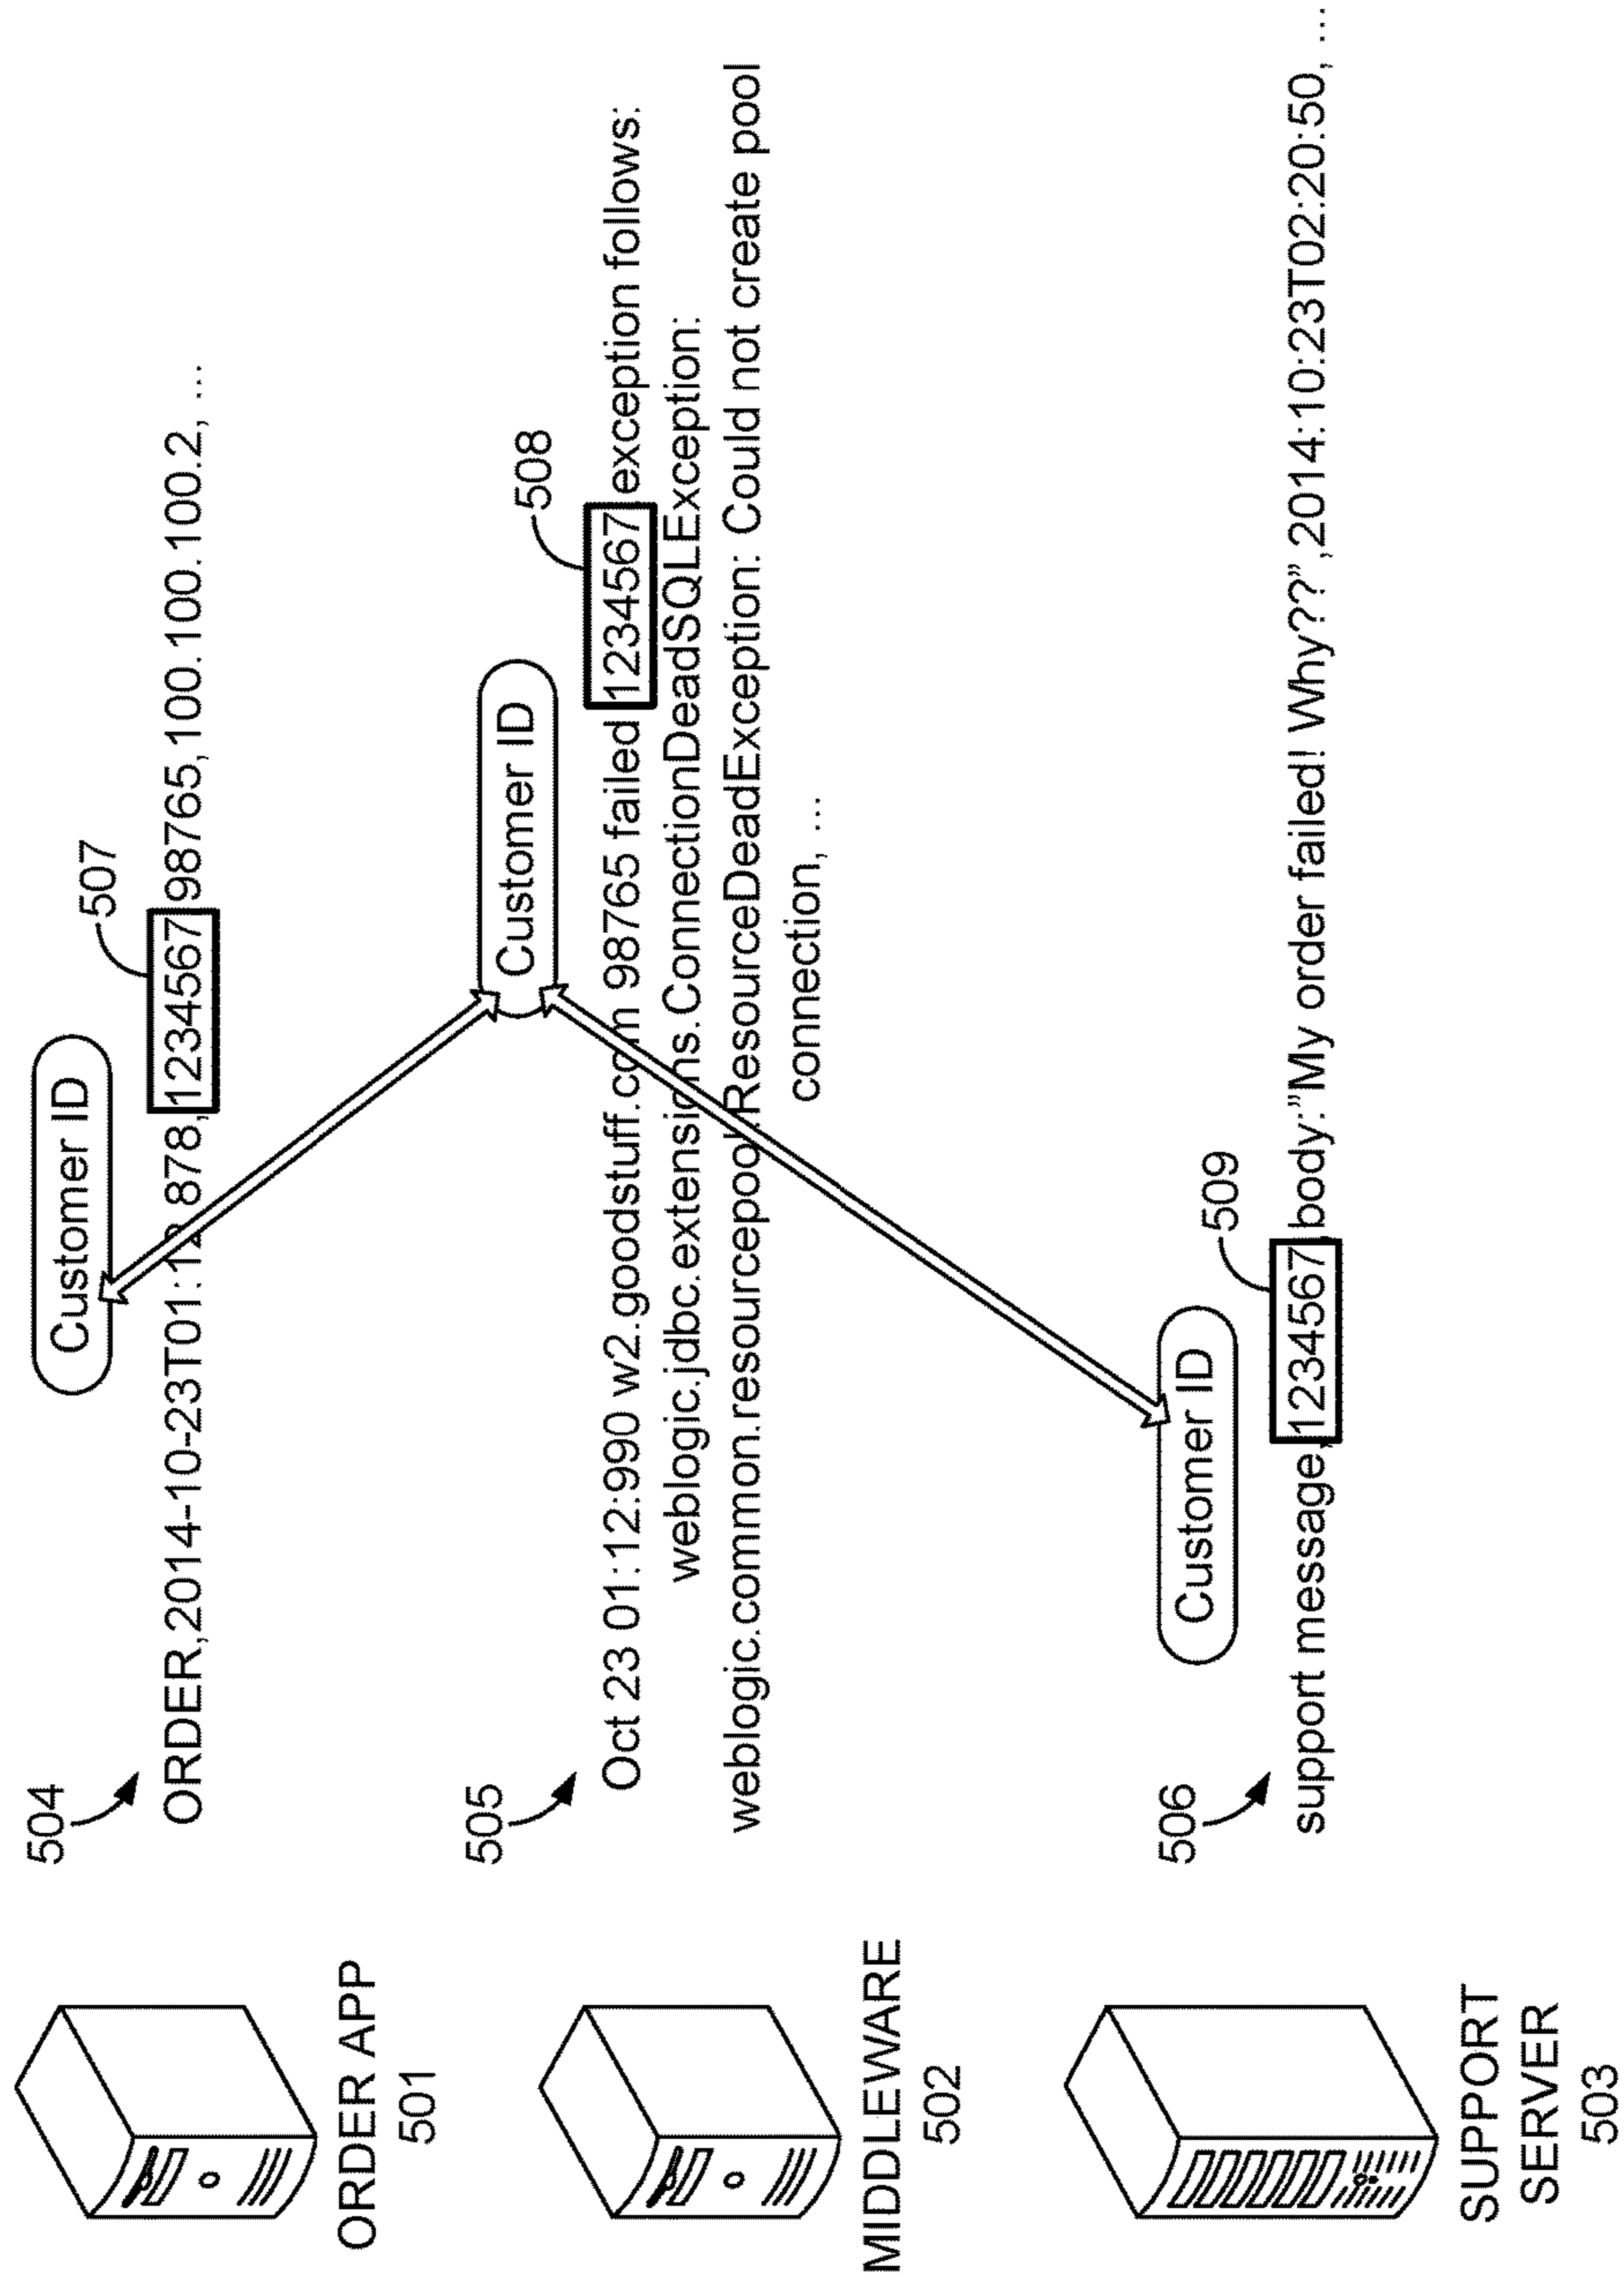 504
Customer ID
507
ORDER,2014-10-23T01:12 878,1234567,98765,100.100.100.2, ...
ORDER APP
501
505
Customer ID
508
Oct 23 01:12:990 w2.goodstuff.com 98765 failed 1234567 exception follows:
weblogic.jdbc.extensions.ConnectionDeadSQLException:
weblogic.common.resourcepool.ResourceDeadException: Could not create pool
connection, ...
MIDDLEWARE
502
506
Customer ID
509
support message,1234567,body:"My order failed! Why??",2014:10:23T02:20:50, ...
SUPPORT
SERVER
503